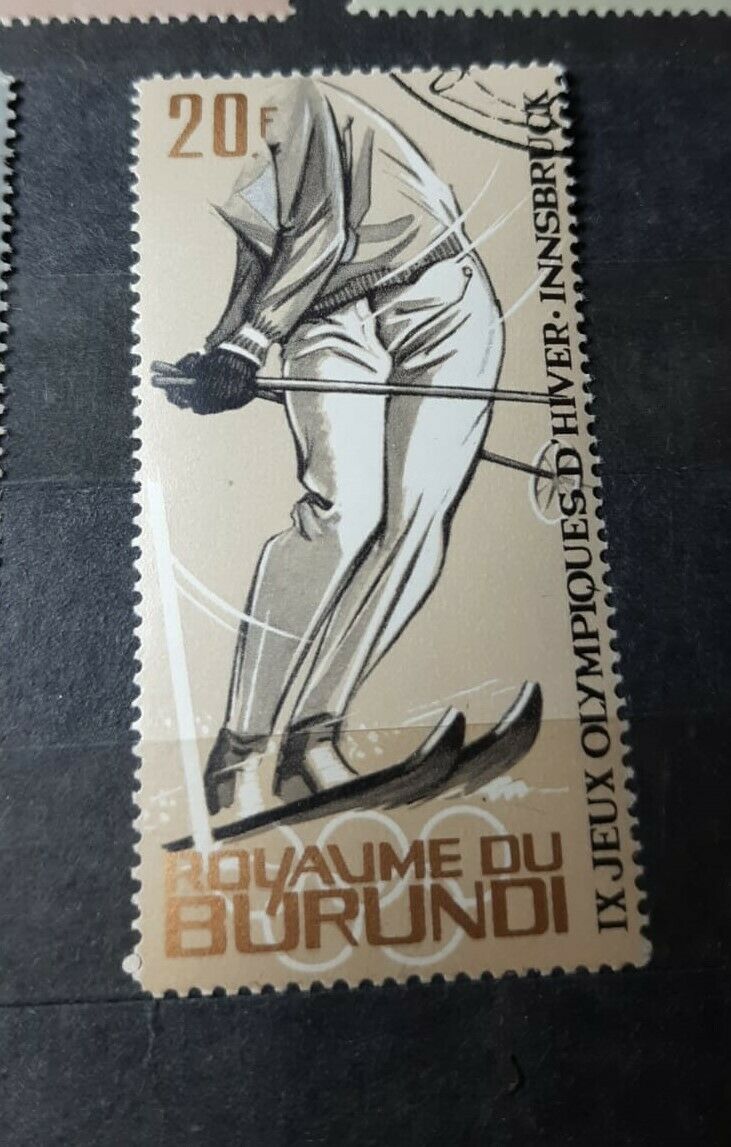 20F
IX JEUX OLYMPIQUES D'HIVER · INNSBRUCK
ROYAUME DU
BURUNDI